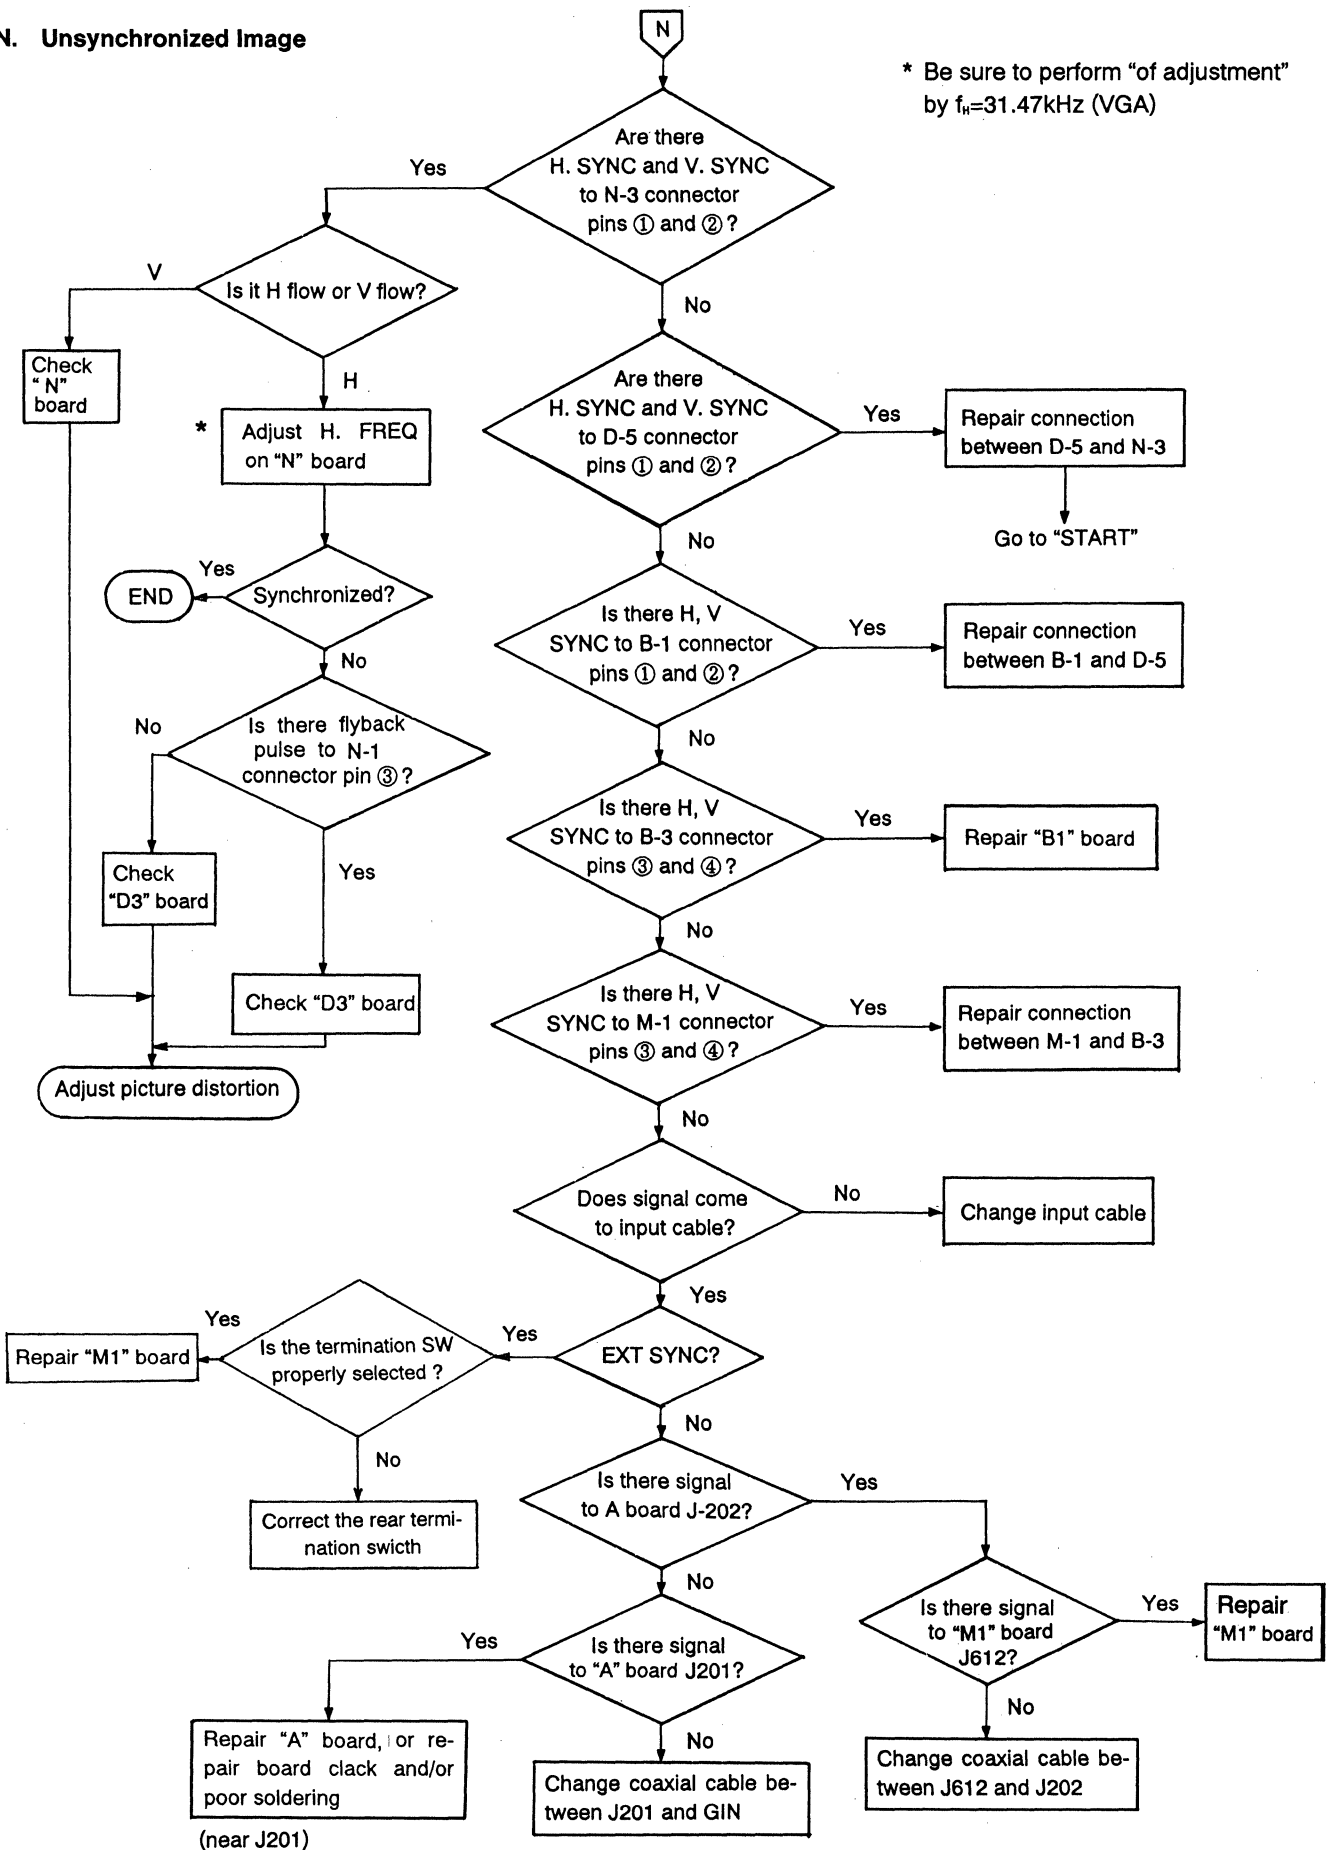 N. Unsynchronized Image
N
* Be sure to perform “of adjustment”
by fH=31.47kHz (VGA)
Are there
H. SYNC and V. SYNC
to N-3 connector
pins ① and ②?
Yes
No
Is it H flow or V flow?
V
H
Check
“N”
board
* Adjust H. FREQ
on “N” board
Synchronized?
Yes
END
No
Is there flyback
pulse to N-1
connector pin ③?
No
Yes
Check
“D3” board
Check “D3” board
Adjust picture distortion
Are there
H. SYNC and V. SYNC
to D-5 connector
pins ① and ②?
Yes
Repair connection
between D-5 and N-3
Go to “START”
No
Is there H, V
SYNC to B-1 connector
pins ① and ②?
Yes
Repair connection
between B-1 and D-5
No
Is there H, V
SYNC to B-3 connector
pins ③ and ④?
Yes
Repair “B1” board
No
Is there H, V
SYNC to M-1 connector
pins ③ and ④?
Yes
Repair connection
between M-1 and B-3
No
Does signal come
to input cable?
No
Change input cable
Yes
EXT SYNC?
Yes
Is the termination SW
properly selected ?
Yes
Repair “M1” board
No
Correct the rear termi-
nation swicth
No
Is there signal
to A board J-202?
Yes
Is there signal
to “M1” board
J612?
Yes
Repair
“M1” board
No
Change coaxial cable be-
tween J612 and J202
No
Is there signal
to “A” board J201?
Yes
Repair “A” board, or re-
pair board clack and/or
poor soldering
(near J201)
No
Change coaxial cable be-
tween J201 and GIN